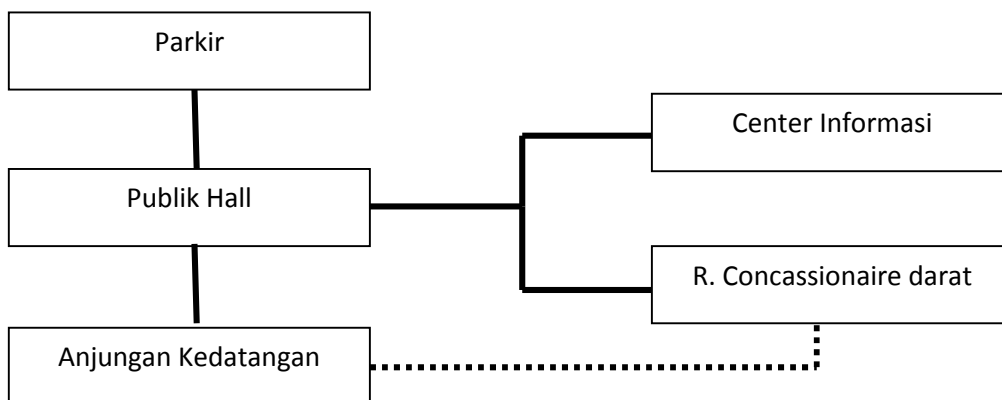 Parkir
Center Informasi
Publik Hall
R. Concassionaire darat
Anjungan Kedatangan